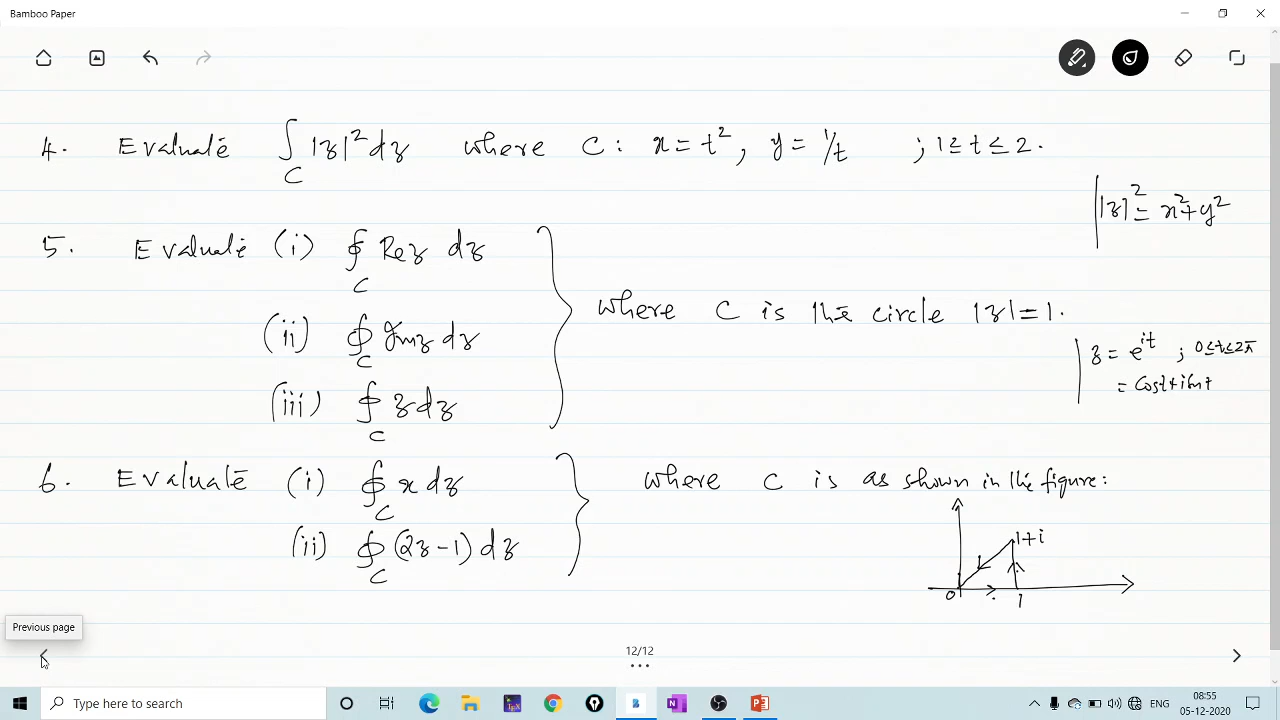 Bamboo Paper
4. Evaluate ∫_C |z|² dz where C: x = t², y = 1/t ; 1 ≥ t ≤ 2.
|z|² = x² + y²
5. Evaluate (i) ∮_C Re z dz
(ii) ∮_C Im z dz
(iii) ∮_C z dz
where C is the circle |z| = 1.
z = e^{it} ; 0 ≤ t ≤ 2π
= cost + isint
6. Evaluate (i) ∮_C x dz
(ii) ∮_C (2z - 1) dz
where C is as shown in the figure:
1+i
0 1
Previous page
12/12
Type here to search
ENG
08:55
05-12-2020